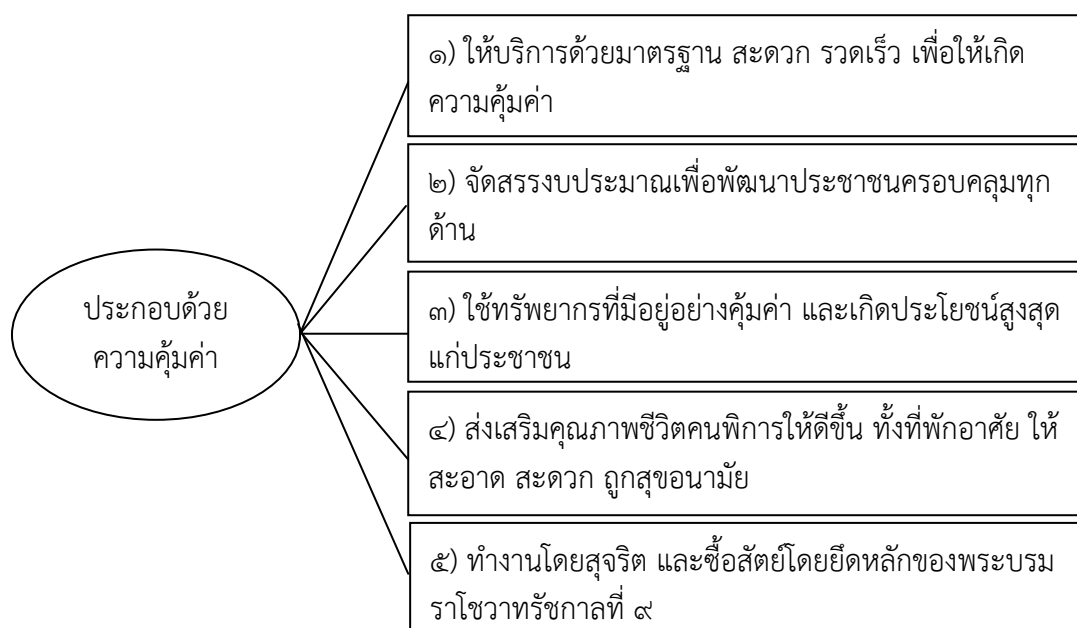 ๑) ให้บริการด้วยมาตรฐาน สะดวก รวดเร็ว เพื่อให้เกิด
ความคุ้มค่า
๒) จัดสรรงบประมาณเพื่อพัฒนาประชาชนครอบคลุมทุก
ด้าน
ประกอบด้วย
ความคุ้มค่า
๓) ใช้ทรัพยากรที่มีอยู่อย่างคุ้มค่า และเกิดประโยชน์สูงสุด
แก่ประชาชน
๔) ส่งเสริมคุณภาพชีวิตคนพิการให้ดีขึ้น ทั้งที่พักอาศัย ให้
สะอาด สะดวก ถูกสุขอนามัย
๕) ทำงานโดยสุจริต และซื้อสัตย์โดยยึดหลักของพระบรม
ราโชวาทรัชกาลที่ ๙